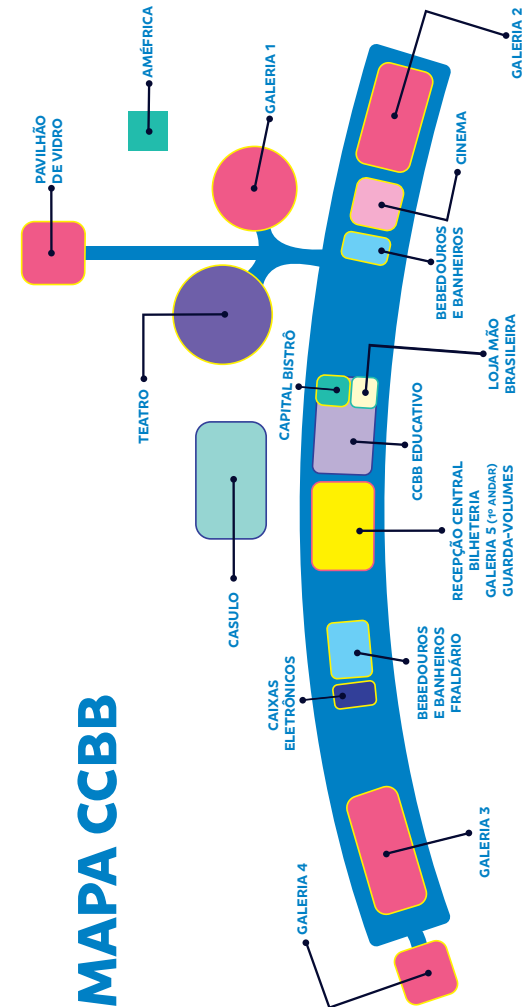 MAPA CCBB
GALERIA 4
GALERIA 3
CAIXAS
ELETRÔNICOS
BEBEDOUROS
E BANHEIROS
FRALDÁRIO
CASULO
RECEPÇÃO CENTRAL
BILHETERIA
GALERIA 5 (1º ANDAR)
GUARDA-VOLUMES
CCBB EDUCATIVO
CAPITAL BISTRÔ
LOJA MÃO
BRASILEIRA
TEATRO
PAVILHÃO
DE VIDRO
AMÉFRICA
GALERIA 1
BEBEDOUROS
E BANHEIROS
CINEMA
GALERIA 2